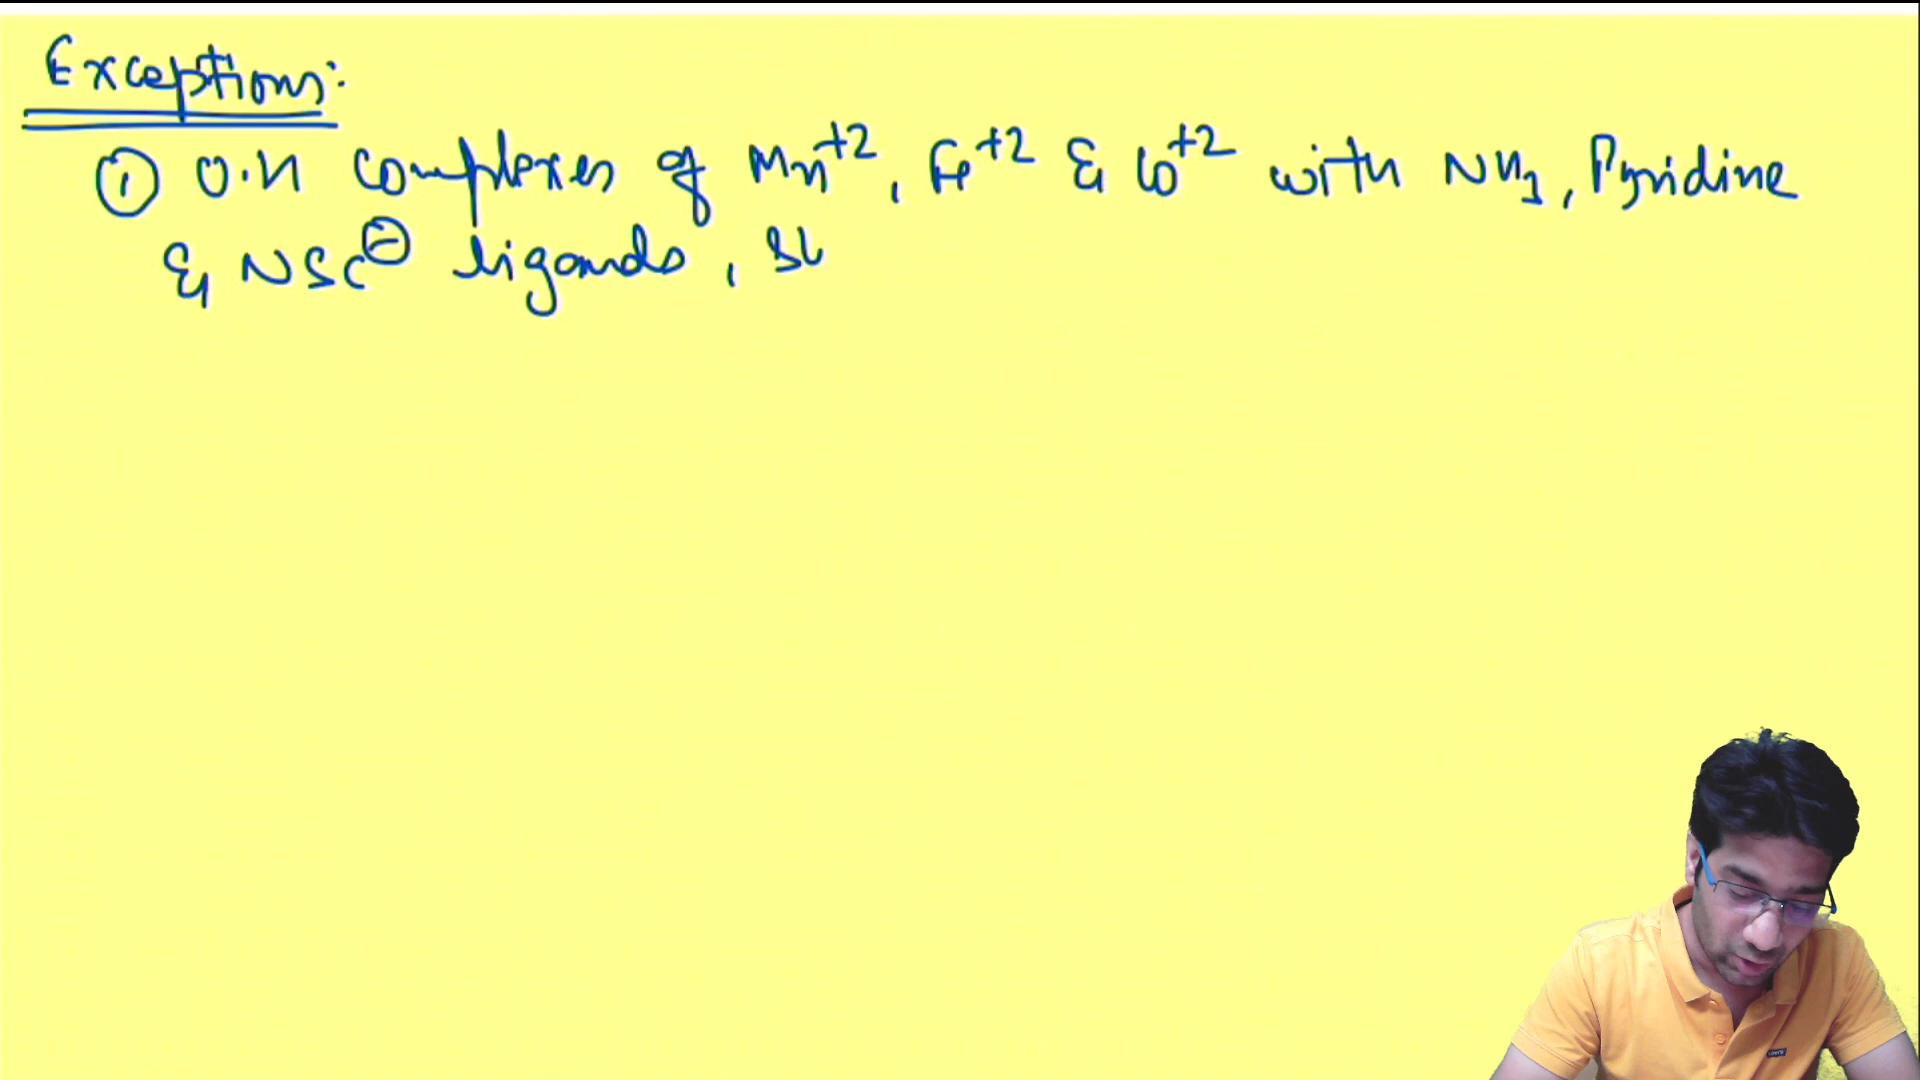 Exceptions:
① O.H complexes of Mn+2, Fe+2 & Co+2 with NH3, Pyridine
& NSC⊖ ligands,